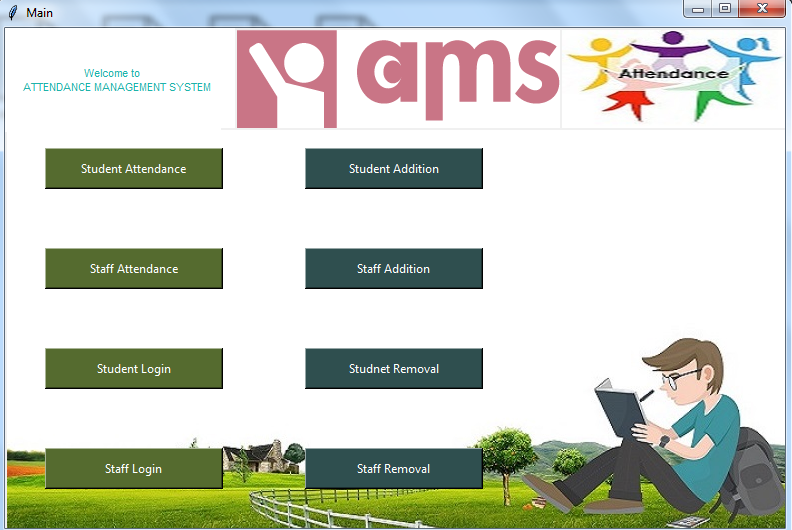 Main
Welcome to
ATTENDANCE MANAGEMENT SYSTEM
ams
Attendance
Student Attendance
Student Addition
Staff Attendance
Staff Addition
Student Login
Studnet Removal
Staff Login
Staff Removal